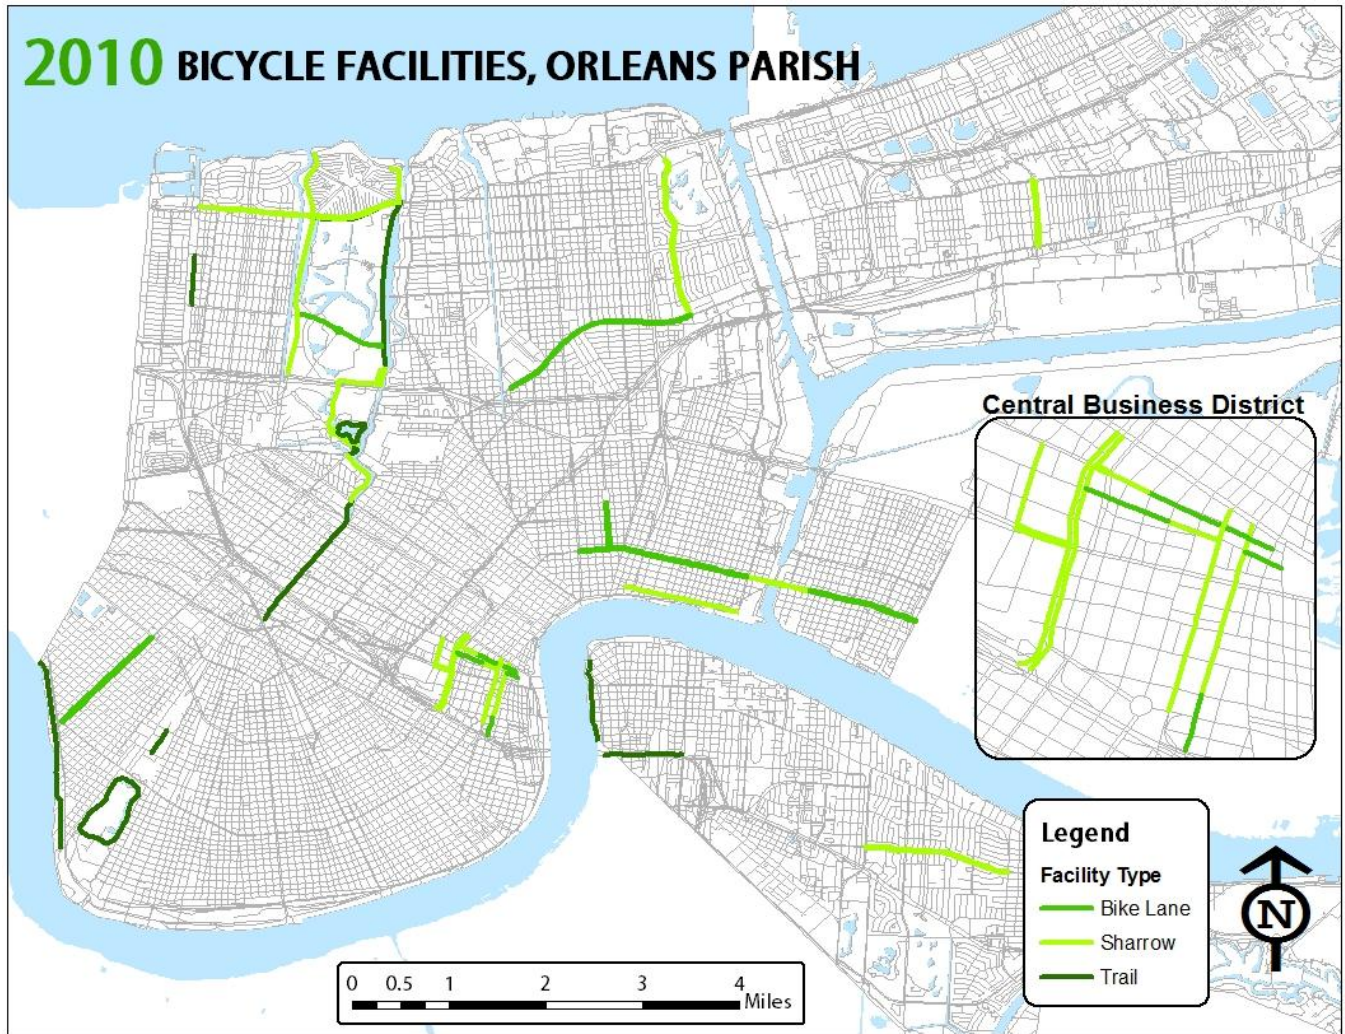 2010 BICYCLE FACILITIES, ORLEANS PARISH
Central Business District
Legend
Facility Type
Bike Lane
Sharrow
Trail
N
0 0.5 1 2 3 4
Miles